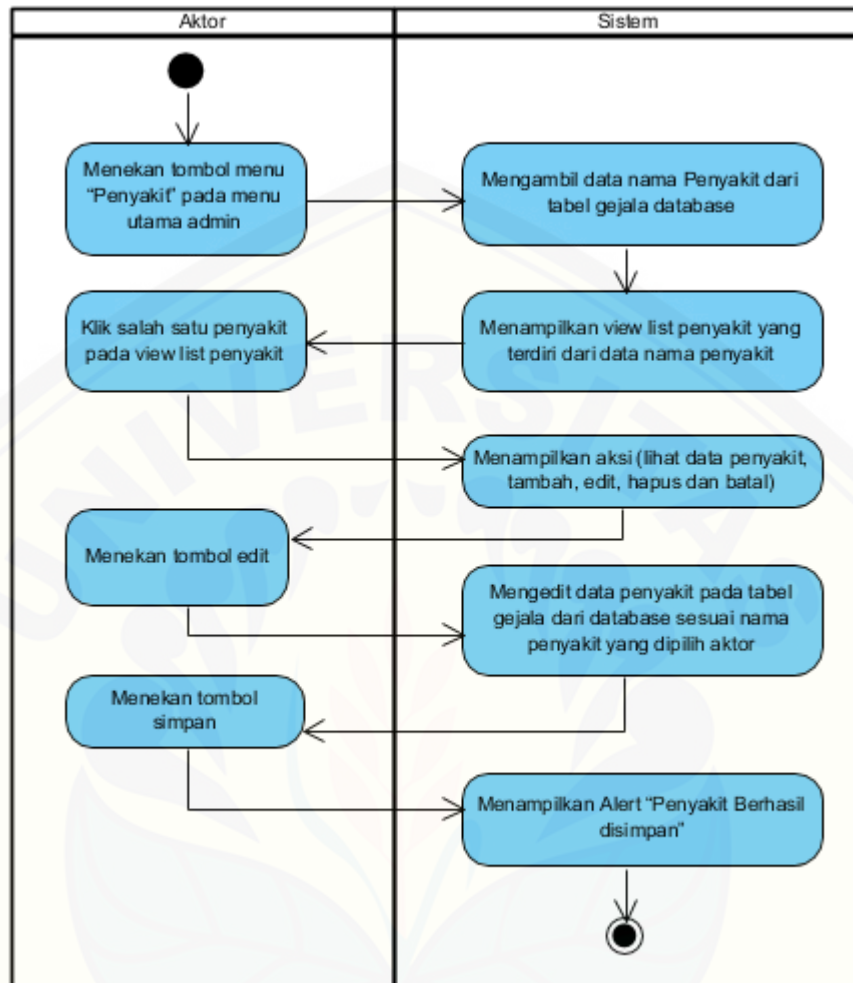 Aktor
Sistem
Menekan tombol menu
“Penyakit” pada menu
utama admin
Mengambil data nama Penyakit dari
tabel gejala database
Menampilkan view list penyakit yang
terdiri dari data nama penyakit
Klik salah satu penyakit
pada view list penyakit
Menampilkan aksi (lihat data penyakit,
tambah, edit, hapus dan batal)
Menekan tombol edit
Mengedit data penyakit pada tabel
gejala dari database sesuai nama
penyakit yang dipilih aktor
Menekan tombol
simpan
Menampilkan Alert “Penyakit Berhasil
disimpan”
UNIVERSITAS